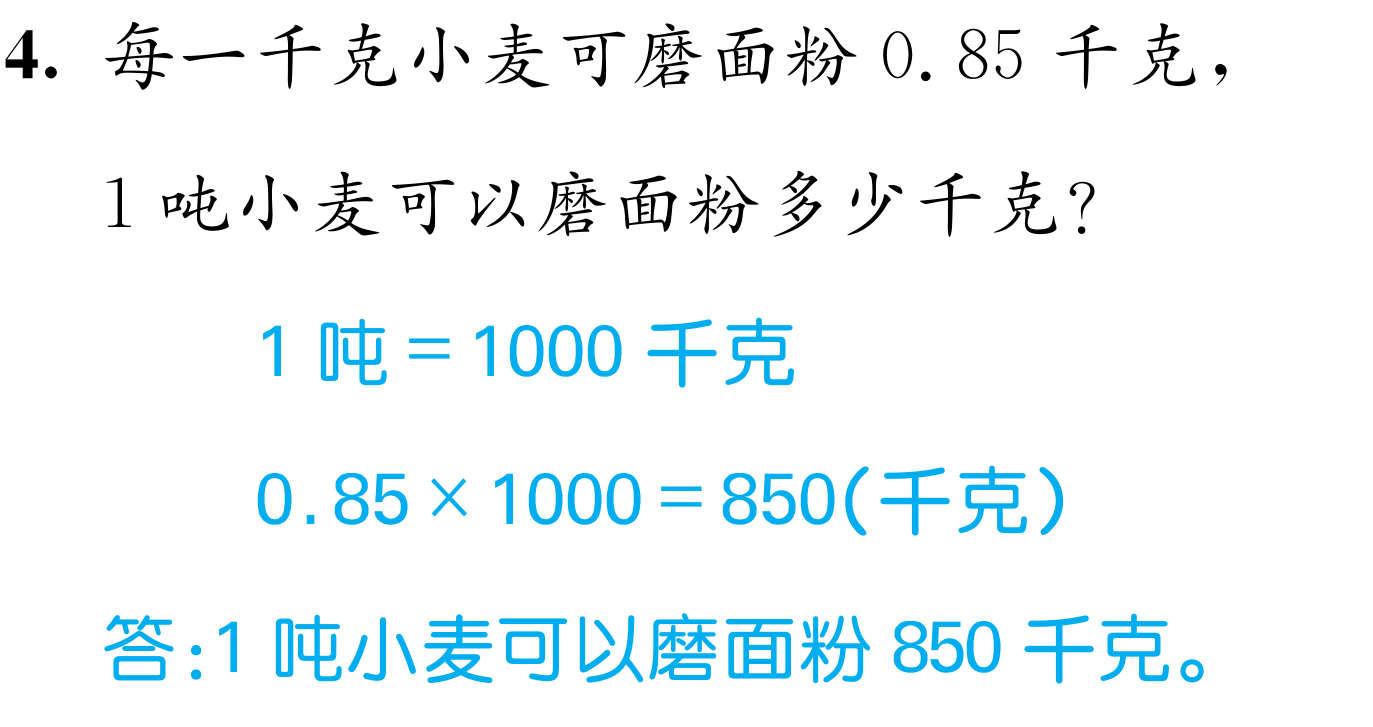 4. 每一千克小麦可磨面粉 0.85 千克,
1 吨小麦可以磨面粉多少千克?
1 吨=1000 千克
0.85×1000=850(千克)
答:1 吨小麦可以磨面粉 850 千克。